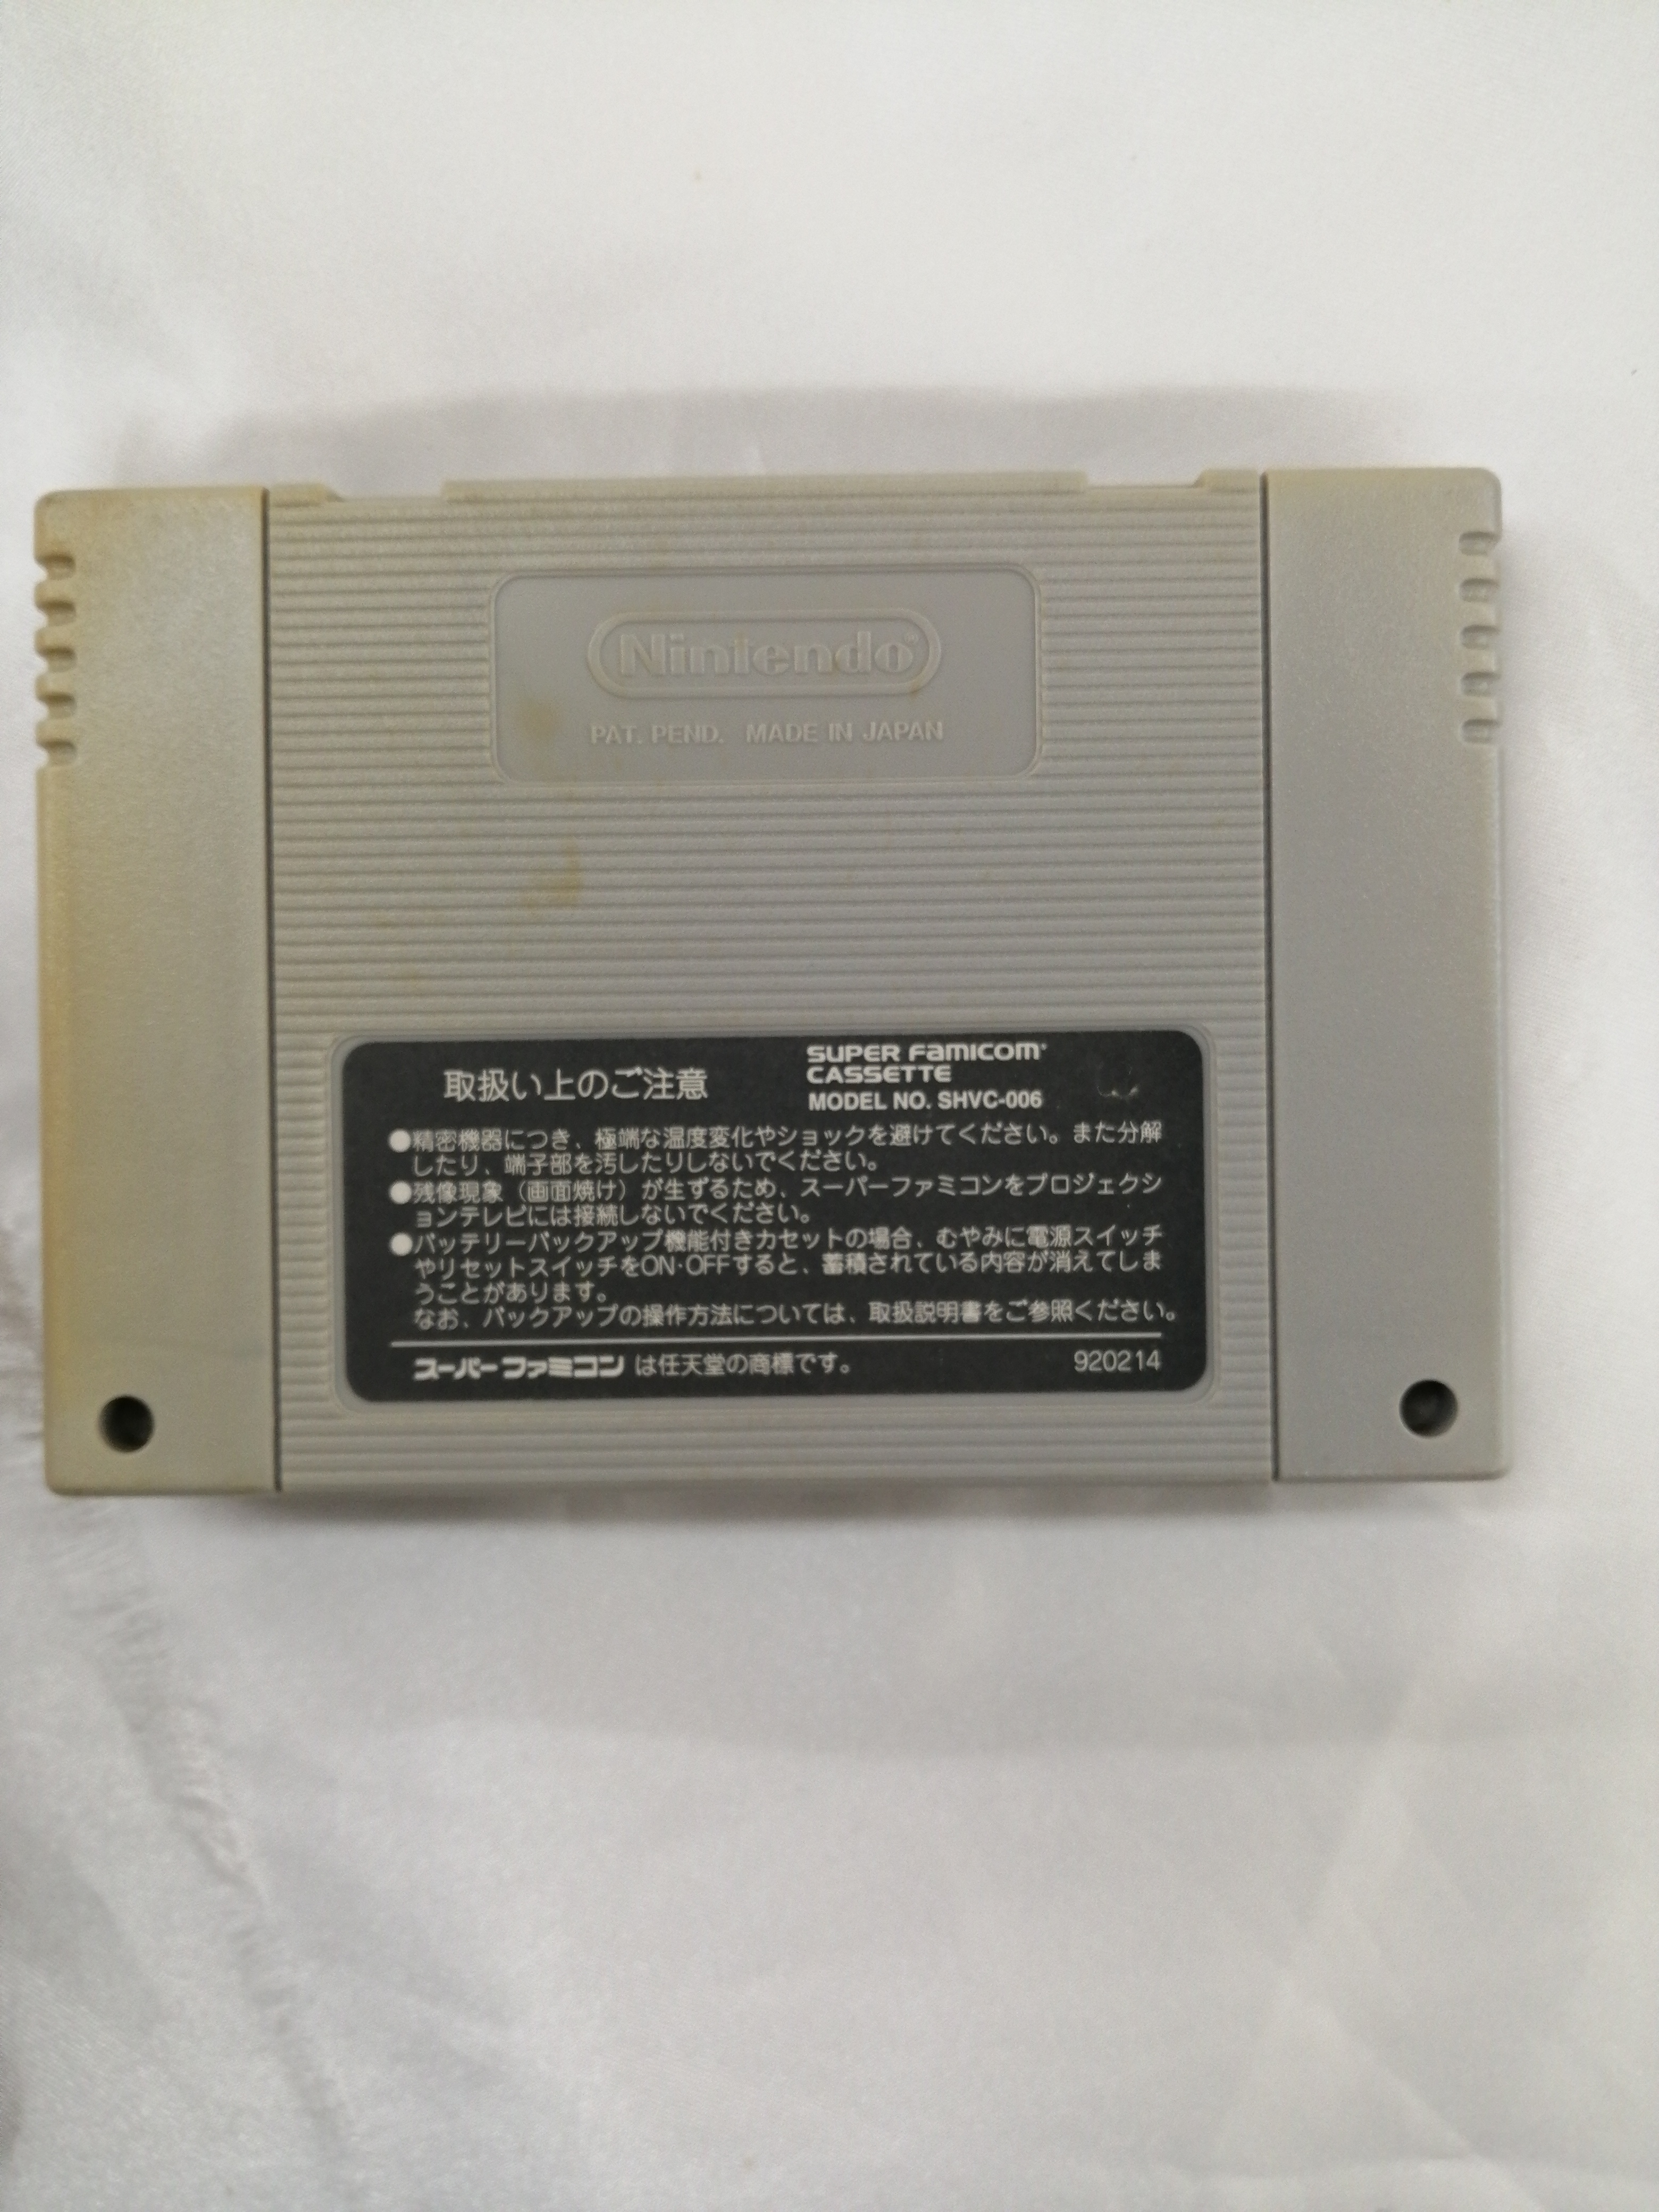 Nintendo®
PAT. PEND. MADE IN JAPAN
取扱い上のご注意
SUPER FAMICOM
CASSETTE
MODEL NO. SHVC-006
●精密機器につき、極端な温度変化やショックを避けてください。また分解
したり、端子部を汚したりしないでください。
●残像現象（画面焼け）が生ずるため、スーパーファミコンをプロジェクシ
ョンテレビには接続しないでください。
●バッテリーバックアップ機能付きカセットの場合、むやみに電源スイッチ
やリセットスイッチをON・OFFすると、蓄積されている内容が消えてしま
うことがあります。
なお、バックアップの操作方法については、取扱説明書をご参照ください。
スーパーファミコン は任天堂の商標です。
920214